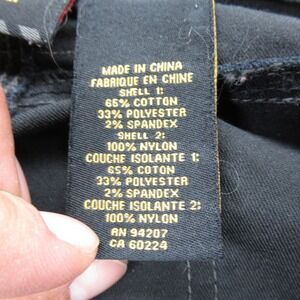 MADE IN CHINA
FABRIQUE EN CHINE
SHELL 1:
65% COTTON
33% POLYESTER
2% SPANDEX
SHELL 2:
100% NYLON
COUCHE ISOLANTE 1:
65% COTON
33% POLYESTER
2% SPANDEX
COUCHE ISOLANTE 2:
100% NYLON
RN 94207
CA 60224